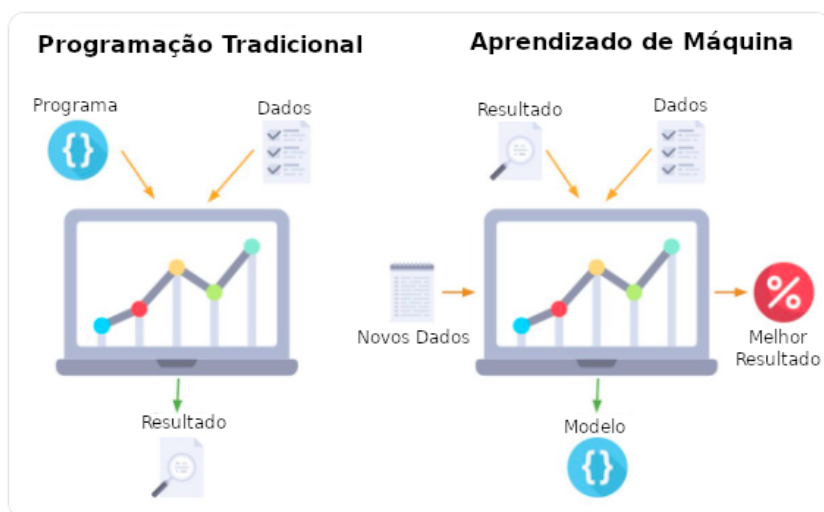 Programação Tradicional
Programa
Dados
Resultado
Aprendizado de Máquina
Resultado
Dados
Novos Dados
Melhor
Resultado
Modelo